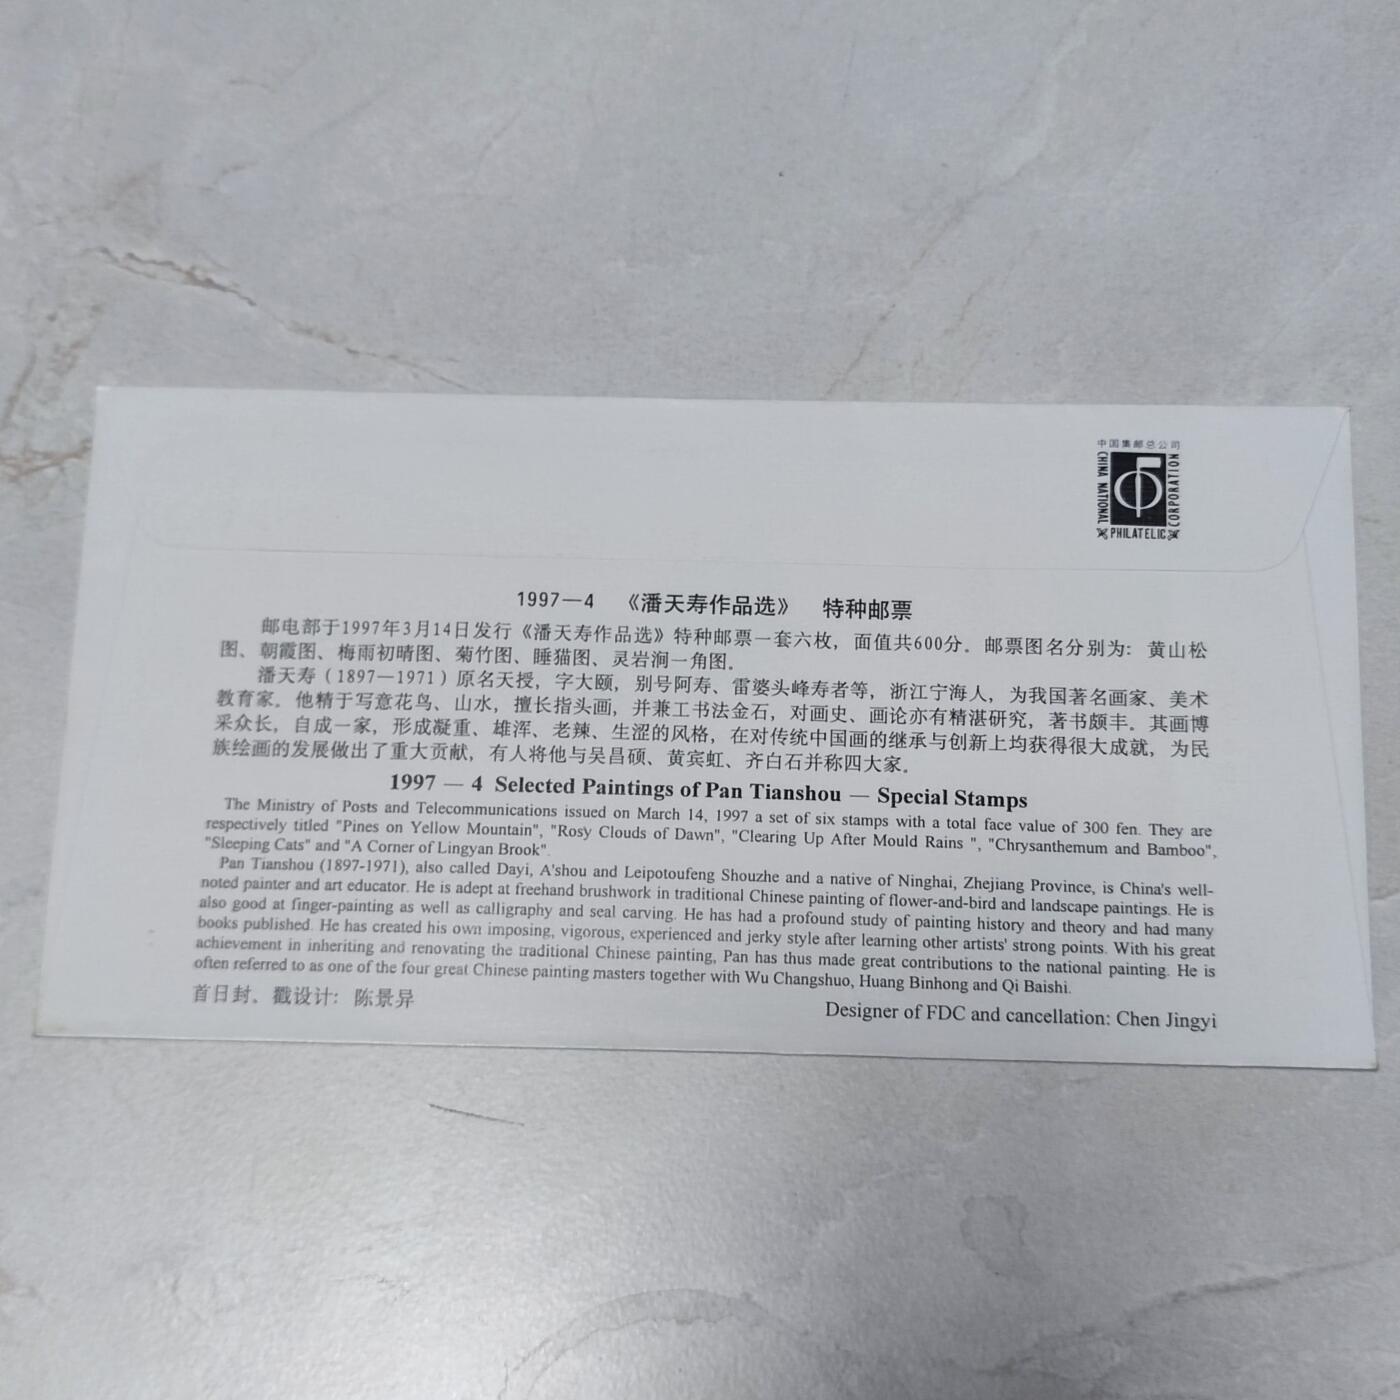 中国集邮总公司
CHINA NATIONAL
PHILATELIC
CORPORATION
1997—4 《潘天寿作品选》 特种邮票
邮电部于1997年3月14日发行《潘天寿作品选》特种邮票一套六枚，面值共600分。邮票图名分别为：黄山松
图、朝霞图、梅雨初晴图、菊竹图、睡猫图、灵岩涧一角图。
潘天寿（1897—1971）原名天授，字大颐，别号阿寿、雷婆头峰寿者等，浙江宁海人，为我国著名画家、美术
教育家。他精于写意花鸟、山水，擅长指头画，并兼工书法金石，对画史、画论亦有精湛研究，著书颇丰。其画博
采众长，自成一家，形成凝重、雄浑、老辣、生涩的风格，在对传统中国画的继承与创新上均获得很大成就，为民
族绘画的发展做出了重大贡献，有人将他与吴昌硕、黄宾虹、齐白石并称四大家。
1997 — 4 Selected Paintings of Pan Tianshou — Special Stamps
The Ministry of Posts and Telecommunications issued on March 14, 1997 a set of six stamps with a total face value of 300 fen. They are
respectively titled "Pines on Yellow Mountain", "Rosy Clouds of Dawn", "Clearing Up After Mould Rains ", "Chrysanthemum and Bamboo",
"Sleeping Cats" and "A Corner of Lingyan Brook".
Pan Tianshou (1897-1971), also called Dayi, A'shou and Leipotoufeng Shouzhe and a native of Ninghai, Zhejiang Province, is China's well-
noted painter and art educator. He is adept at freehand brushwork in traditional Chinese painting of flower-and-bird and landscape paintings. He is
also good at finger-painting as well as calligraphy and seal carving. He has had a profound study of painting history and theory and had many
books published. He has created his own imposing, vigorous, experienced and jerky style after learning other artists' strong points. With his great
achievement in inheriting and renovating the traditional Chinese painting, Pan has thus made great contributions to the national painting. He is
often referred to as one of the four great Chinese painting masters together with Wu Changshuo, Huang Binhong and Qi Baishi.
首日封、戳设计：陈景异
Designer of FDC and cancellation: Chen Jingyi